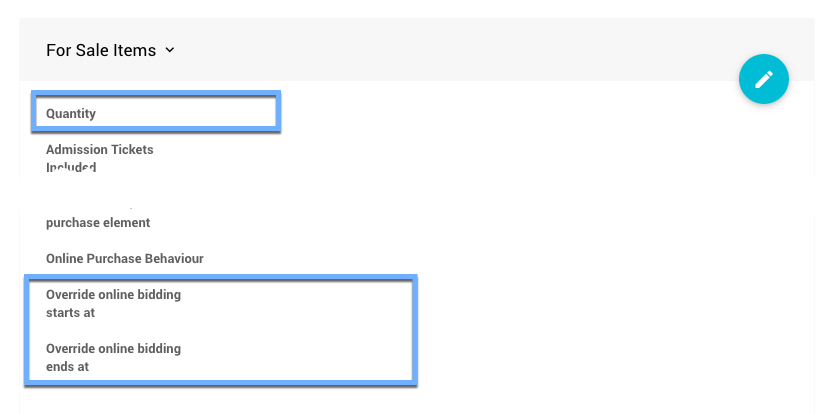 For Sale Items
Quantity
Admission Tickets
Included
purchase element
Online Purchase Behaviour
Override online bidding
starts at
Override online bidding
ends at